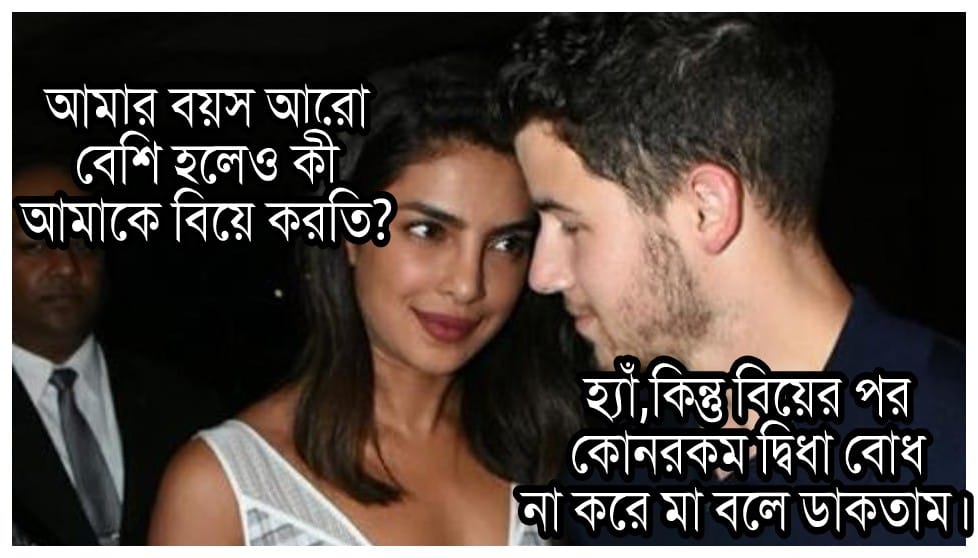 আমার বয়স আরো
বেশি হলেও কী
আমাকে বিয়ে করতি?
হ্যাঁ,কিন্তু বিয়ের পর
কোনরকম দ্বিধা বোধ
না করে মা বলে ডাকতাম।